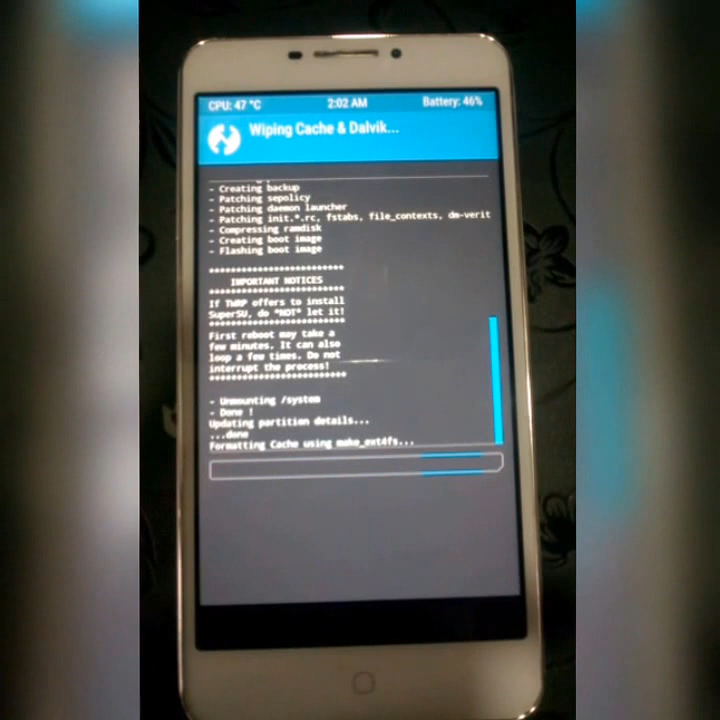 CPU: 47 °C 2:02 AM Battery: 46%
Wiping Cache & Dalvik...
- Creating backup
- Patching sepolicy
- Patching daemon launcher
- Patching init.*.rc, fstabs, file_contexts, dm-verit
- Compressing ramdisk
- Creating boot image
- Flashing boot image
*************************
IMPORTANT NOTICES
*************************
If TWRP offers to install
SuperSU, do *NOT* let it!
*************************
First reboot may take a
few minutes. It can also
loop a few times. Do not
interrupt the process!
*************************
- Unmounting /system
- Done !
Updating partition details...
...done
Formatting Cache using make_ext4fs...